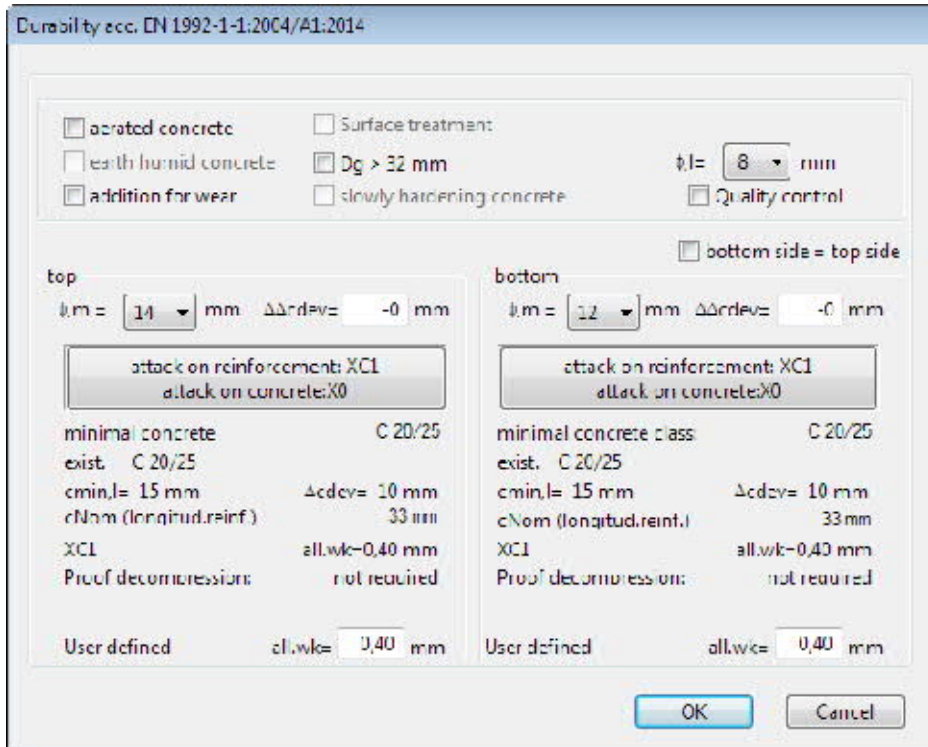 Durability acc. EN 1992-1-1:2004/A1:2014
aerated concrete
Surface treatment
earth humid concrete
Dg > 32 mm
ϕ,l= 8 mm
addition for wear
slowly hardening concrete
Quality control
bottom side = top side
top
ϕ,m = 14 mm ΔΔcdev= -0 mm
attack on reinforcement: XC1
attack on concrete:X0
minimal concrete C 20/25
exist. C 20/25
cmin,l= 15 mm Δcdev= 10 mm
cNom (longitud.reinf.) 33 mm
XC1 all.wk=0,40 mm
Proof decompression: not required
User defined all.wk= 0,40 mm
bottom
ϕ,m = 12 mm ΔΔcdev= -0 mm
attack on reinforcement: XC1
attack on concrete:X0
minimal concrete class C 20/25
exist. C 20/25
cmin,l= 15 mm Δcdev= 10 mm
cNom (longitud.reinf.) 33 mm
XC1 all.wk=0,40 mm
Proof decompression: not required
User defined all.wk= 0,40 mm
OK Cancel